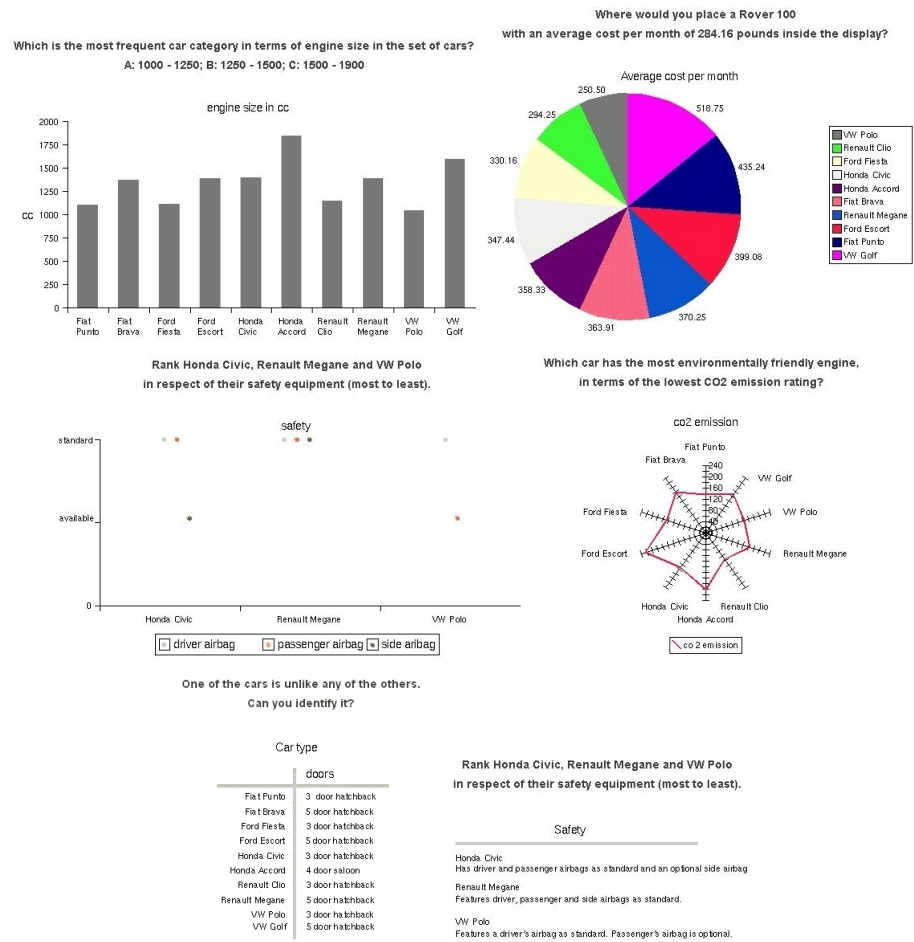 Which is the most frequent car category in terms of engine size in the set of cars?
A: 1000 - 1250; B: 1250 - 1500; C: 1500 - 1900
engine size in cc
2000
1750
1500
1250
cc 1000
750
500
250
0
Fiat Punto
Fiat Brava
Ford Fiesta
Ford Escort
Honda Civic
Honda Accord
Renault Clio
Renault Megane
VW Polo
VW Golf
Where would you place a Rover 100
with an average cost per month of 284.16 pounds inside the display?
Average cost per month
250.50
518.75
294.25
435.24
330.16
399.08
347.44
370.25
358.33
363.91
VW Polo
Renault Clio
Ford Fiesta
Honda Civic
Honda Accord
Fiat Brava
Renault Megane
Ford Escort
Fiat Punto
VW Golf
Rank Honda Civic, Renault Megane and VW Polo
in respect of their safety equipment (most to least).
safety
standard
available
0
Honda Civic
Renault Megane
VW Polo
driver airbag passenger airbag side aribag
Which car has the most environmentally friendly engine,
in terms of the lowest CO2 emission rating?
co2 emission
Fiat Punto
Fiat Brava
VW Golf
Ford Fiesta
VW Polo
Ford Escort
Renault Megane
Honda Civic
Renault Clio
Honda Accord
240
200
160
120
80
40
co2 emission
One of the cars is unlike any of the others.
Can you identify it?
Car type
doors
Fiat Punto 3 door hatchback
Fiat Brava 5 door hatchback
Ford Fiesta 3 door hatchback
Ford Escort 5 door hatchback
Honda Civic 3 door hatchback
Honda Accord 4 door saloon
Renault Clio 3 door hatchback
Renault Megane 5 door hatchback
VW Polo 3 door hatchback
VW Golf 5 door hatchback
Rank Honda Civic, Renault Megane and VW Polo
in respect of their safety equipment (most to least).
Safety
Honda Civic
Has driver and passenger airbags as standard and an optional side airbag
Renault Megane
Features driver, passenger and side airbags as standard.
VW Polo
Features a driver's airbag as standard. Passenger's airbag is optional.